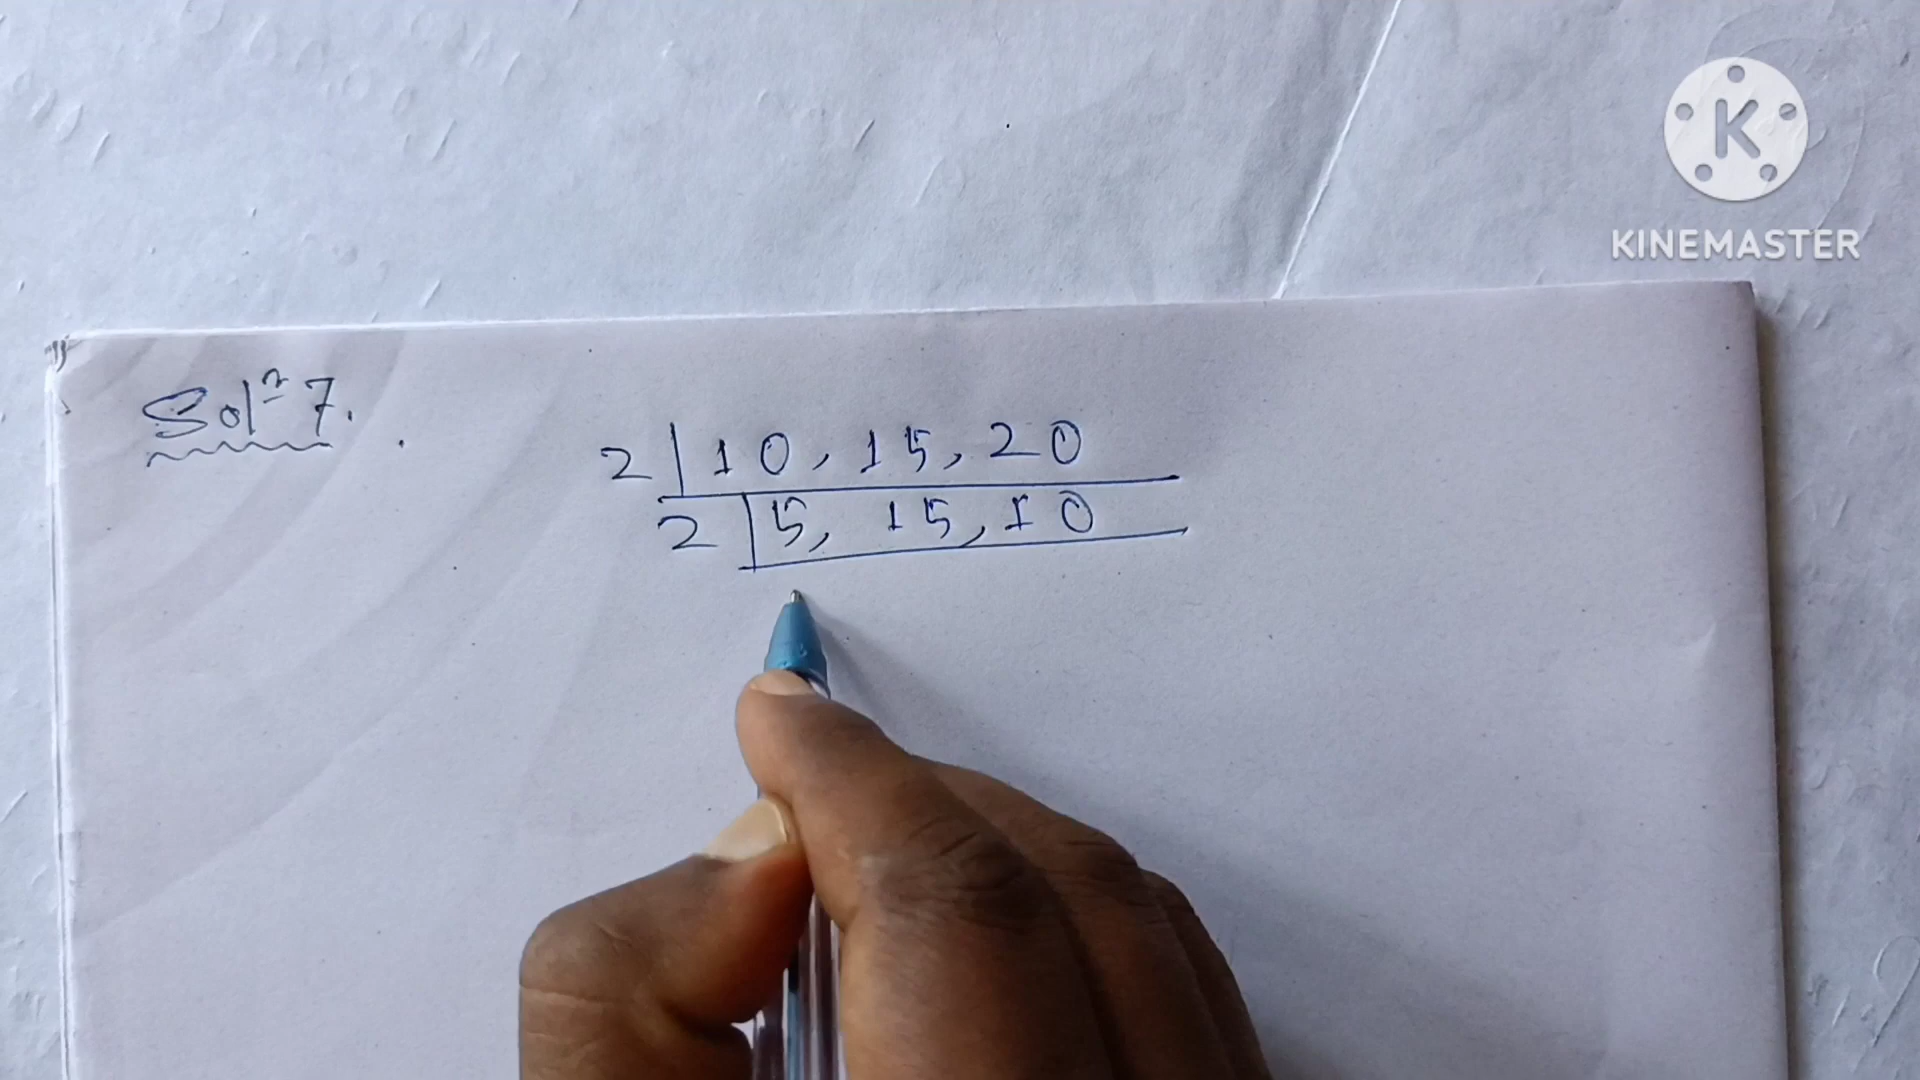 KINEMASTER
Solⁿ 7.
2 | 10, 15, 20
2 | 5, 15, 10